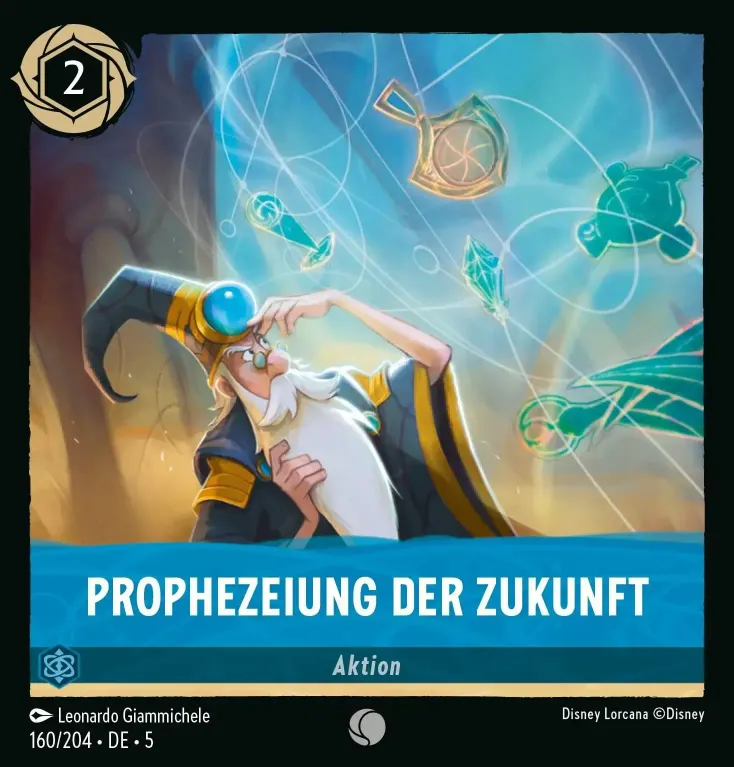 2
PROPHEZEIUNG DER ZUKUNFT
Aktion
Leonardo Giammichele
Disney Lorcana ©Disney
160/204 • DE • 5